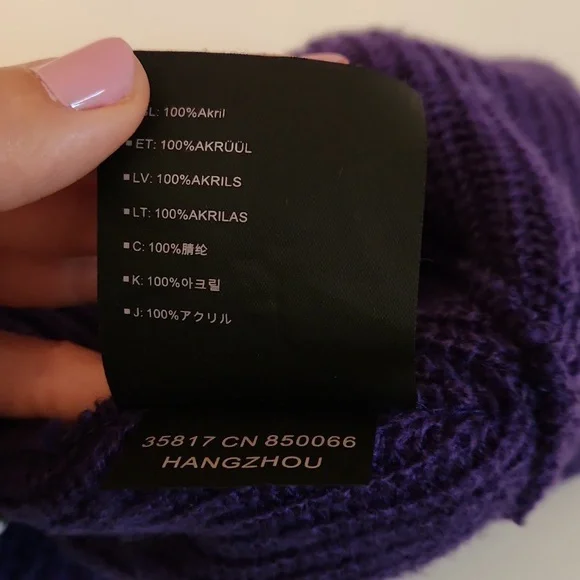 SL: 100%Akril
ET: 100%AKRÜÜL
LV: 100%AKRILS
LT: 100%AKRILAS
C: 100%腈纶
K: 100%아크릴
J: 100%アクリル
35817 CN 850066
HANGZHOU